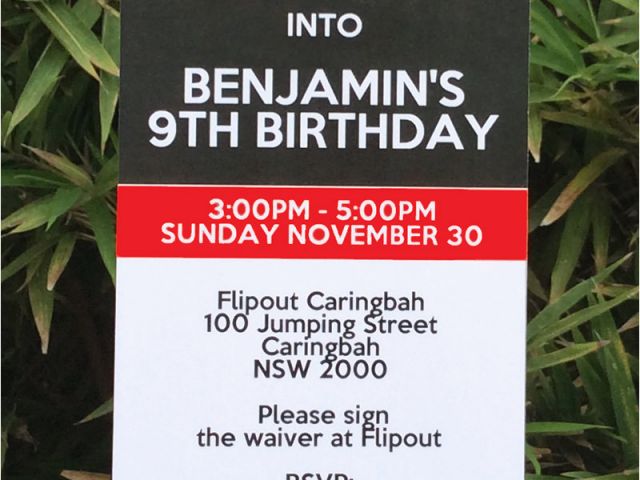 INTO
BENJAMIN'S
9TH BIRTHDAY
3:00PM - 5:00PM
SUNDAY NOVEMBER 30
Flipout Caringbah
100 Jumping Street
Caringbah
NSW 2000
Please sign
the waiver at Flipout
RSVP: